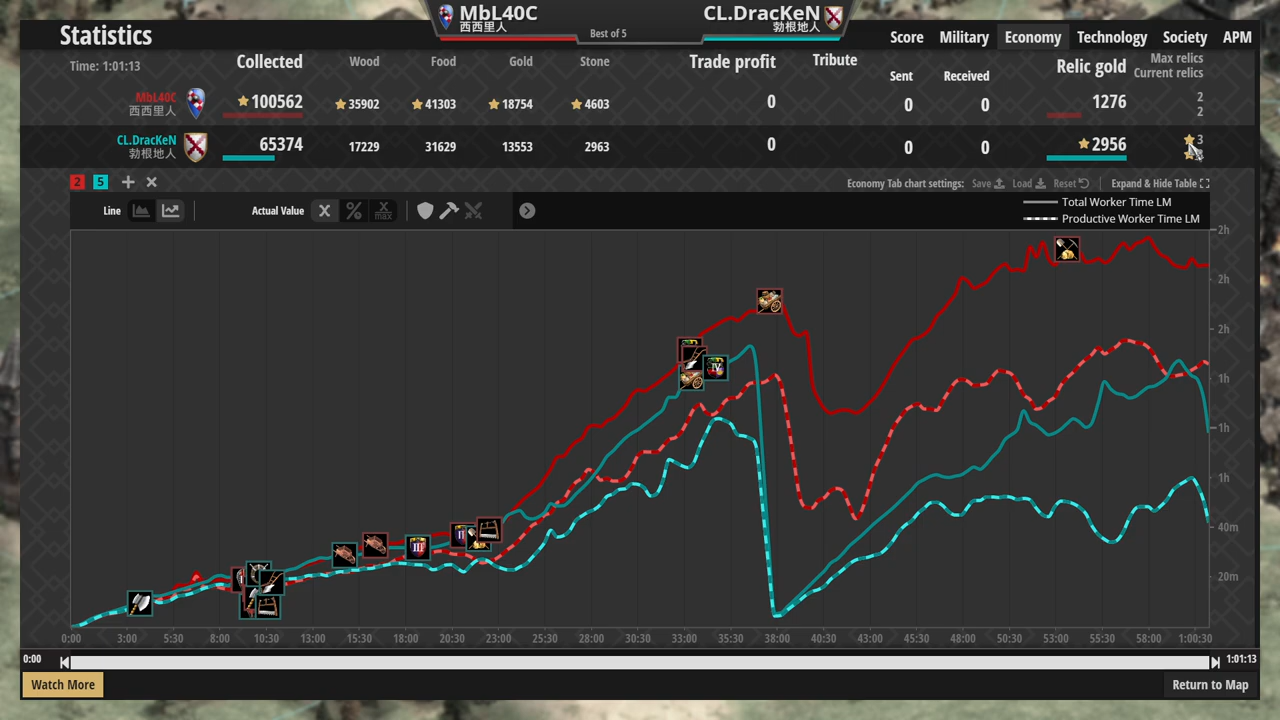 MbL40C
西西里人
Best of 5
CL.DracKeN
勃根地人
Statistics
Score Military Economy Technology Society APM
Time: 1:01:13
Collected Wood Food Gold Stone Trade profit Tribute Sent Received Relic gold Max relics
Current relics
MbL40C
西西里人
100562 35902 41303 18754 4603 0 0 0 1276 2
2
CL.DracKeN
勃根地人
65374 17229 31629 13553 2963 0 0 0 2956 3
2 5
Economy Tab chart settings: Save Load Reset Expand & Hide Table
Line Actual Value X % X
max
Total Worker Time LM
Productive Worker Time LM
2h
2h
2h
1h
1h
1h
40m
20m
III
II
IV
0:00 3:00 5:30 8:00 10:30 13:00 15:30 18:00 20:30 23:00 25:30 28:00 30:30 33:00 35:30 38:00 40:30 43:00 45:30 48:00 50:30 53:00 55:30 58:00 1:00:30
0:00 1:01:13
Watch More Return to Map